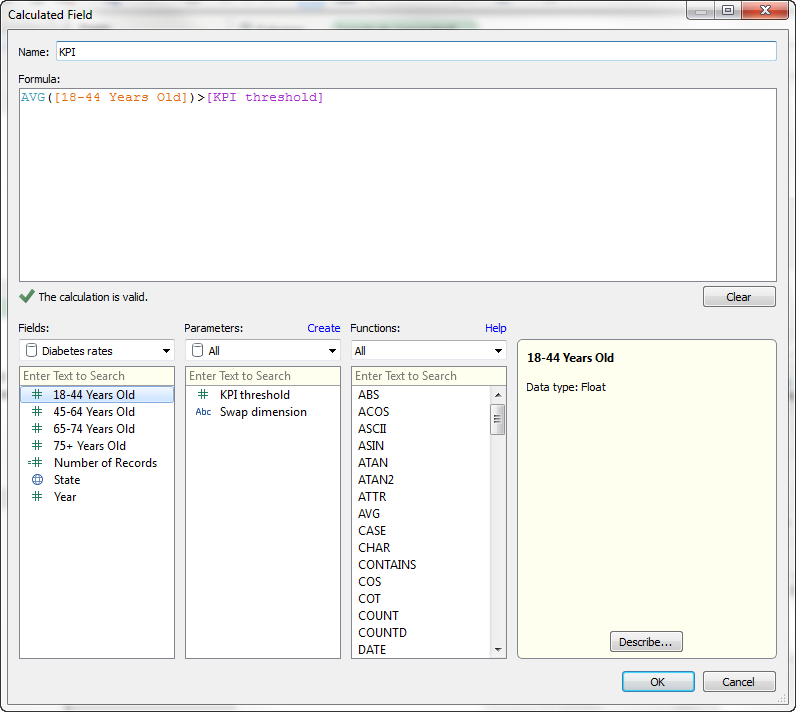 Calculated Field
Name: KPI
Formula:
AVG([18-44 Years Old])>[KPI threshold]
The calculation is valid.
Clear
Fields:
Diabetes rates
Enter Text to Search
18-44 Years Old
45-64 Years Old
65-74 Years Old
75+ Years Old
Number of Records
State
Year
Parameters: Create
All
Enter Text to Search
KPI threshold
Abc Swap dimension
Functions: Help
All
Enter Text to Search
ABS
ACOS
ASCII
ASIN
ATAN
ATAN2
ATTR
AVG
CASE
CHAR
CONTAINS
COS
COT
COUNT
COUNTD
DATE
18-44 Years Old
Data type: Float
Describe...
OK
Cancel